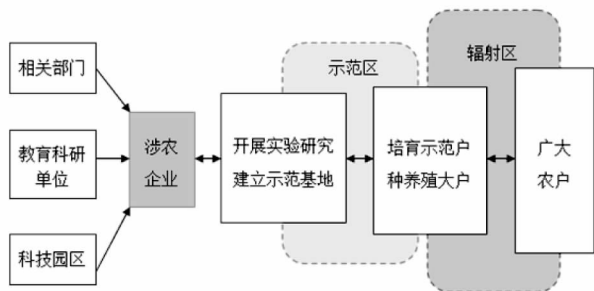 相关部门
教育科研
单位
科技园区
涉农
企业
开展实验研究
建立示范基地
示范区
培育示范户
种养殖大户
辐射区
广大
农户